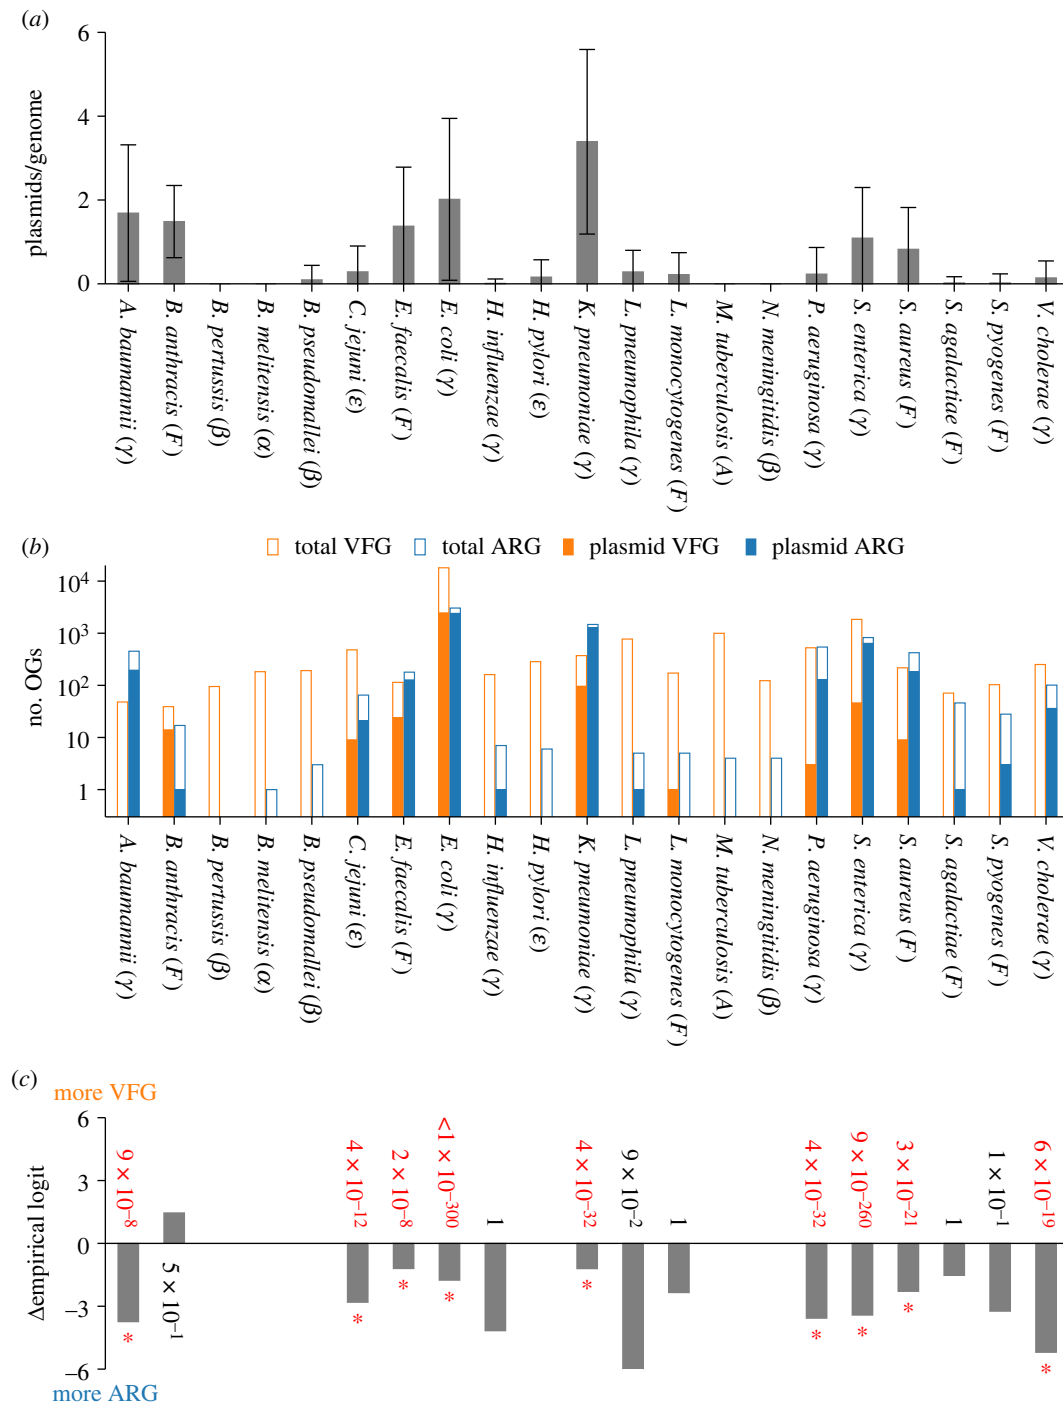 (a)
6
4
2
0
plasmids/genome
A. baumannii (γ)
B. anthracis (F)
B. pertussis (β)
B. melitensis (α)
B. pseudomallei (β)
C. jejuni (ε)
E. faecalis (F)
E. coli (γ)
H. influenzae (γ)
H. pylori (ε)
K. pneumoniae (γ)
L. pneumophila (γ)
L. monocytogenes (F)
M. tuberculosis (A)
N. meningitidis (β)
P. aeruginosa (γ)
S. enterica (γ)
S. aureus (F)
S. agalactiae (F)
S. pyogenes (F)
V. cholerae (γ)
(b)
total VFG total ARG plasmid VFG plasmid ARG
10⁴
10³
10²
10
1
no. OGs
A. baumannii (γ)
B. anthracis (F)
B. pertussis (β)
B. melitensis (α)
B. pseudomallei (β)
C. jejuni (ε)
E. faecalis (F)
E. coli (γ)
H. influenzae (γ)
H. pylori (ε)
K. pneumoniae (γ)
L. pneumophila (γ)
L. monocytogenes (F)
M. tuberculosis (A)
N. meningitidis (β)
P. aeruginosa (γ)
S. enterica (γ)
S. aureus (F)
S. agalactiae (F)
S. pyogenes (F)
V. cholerae (γ)
(c)
more VFG
6
3
0
−3
−6
Δempirical logit
more ARG
9 × 10⁻⁸
*
5 × 10⁻¹
4 × 10⁻¹²
*
2 × 10⁻⁸
*
<1 × 10⁻³⁰⁰
*
1
4 × 10⁻³²
*
9 × 10⁻²
1
4 × 10⁻³²
*
9 × 10⁻²⁶⁰
*
3 × 10⁻²¹
*
1
1 × 10⁻¹
6 × 10⁻¹⁹
*